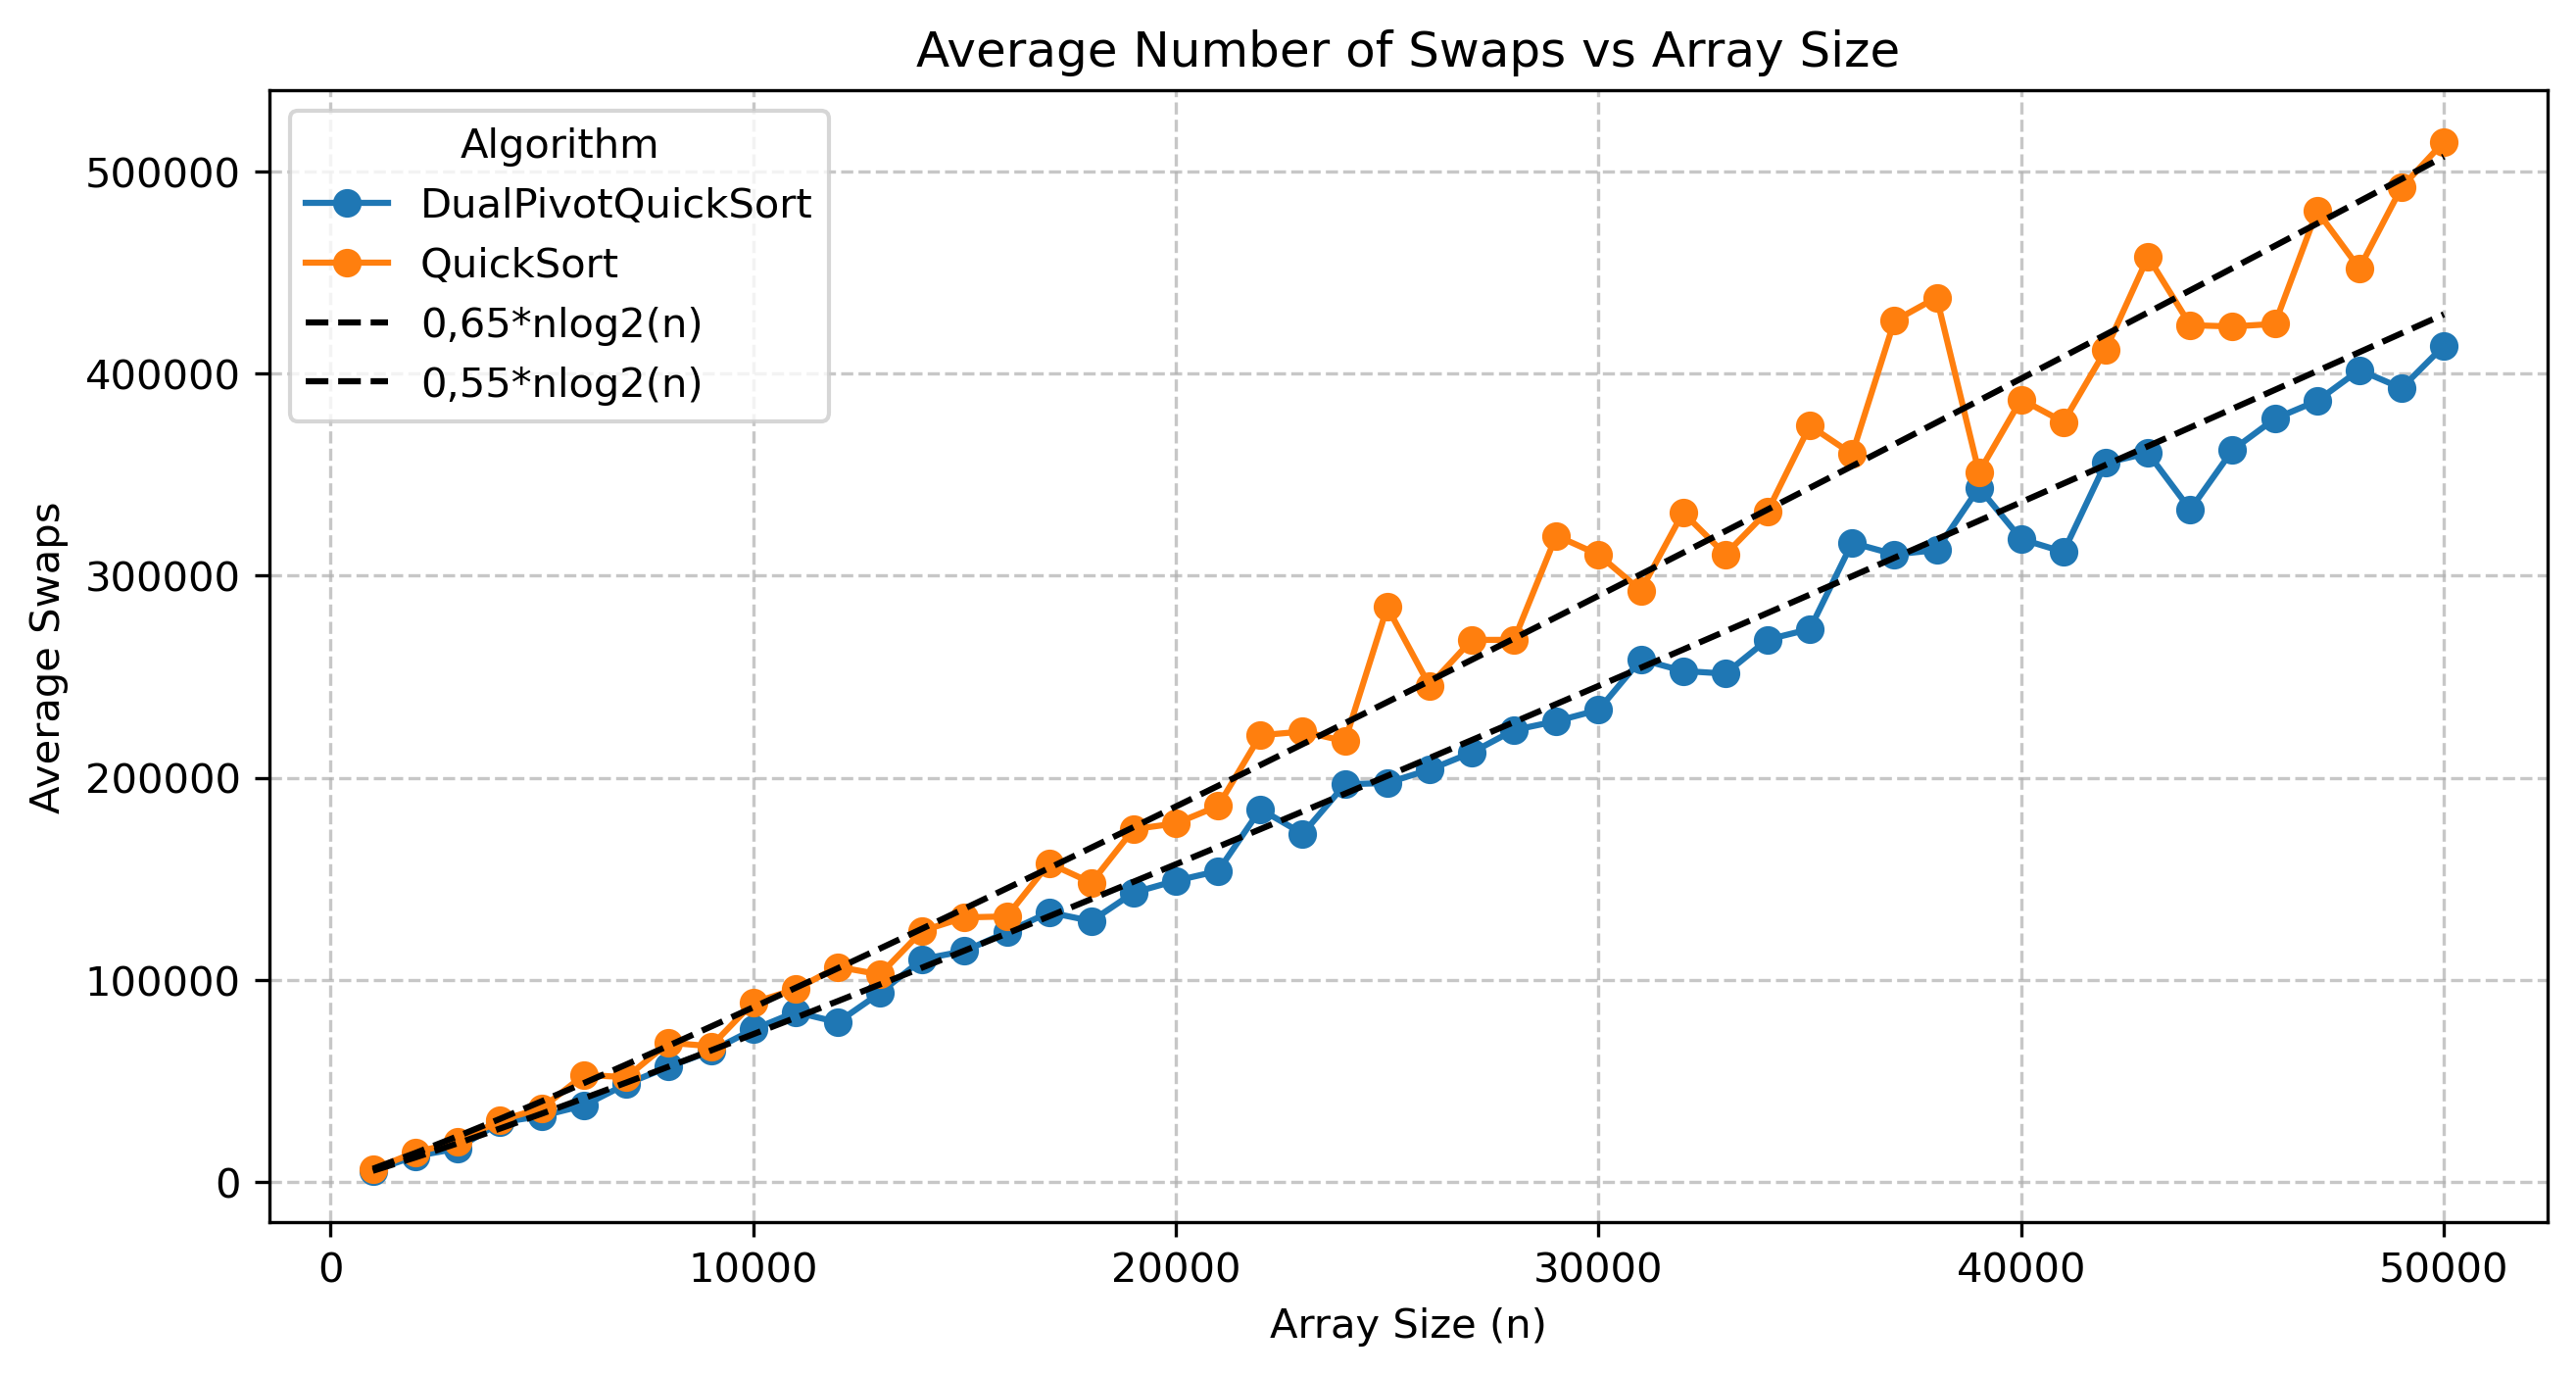 Average Number of Swaps vs Array Size
Algorithm
DualPivotQuickSort
QuickSort
0,65*nlog2(n)
0,55*nlog2(n)
Average Swaps
500000
400000
300000
200000
100000
0
0 10000 20000 30000 40000 50000
Array Size (n)